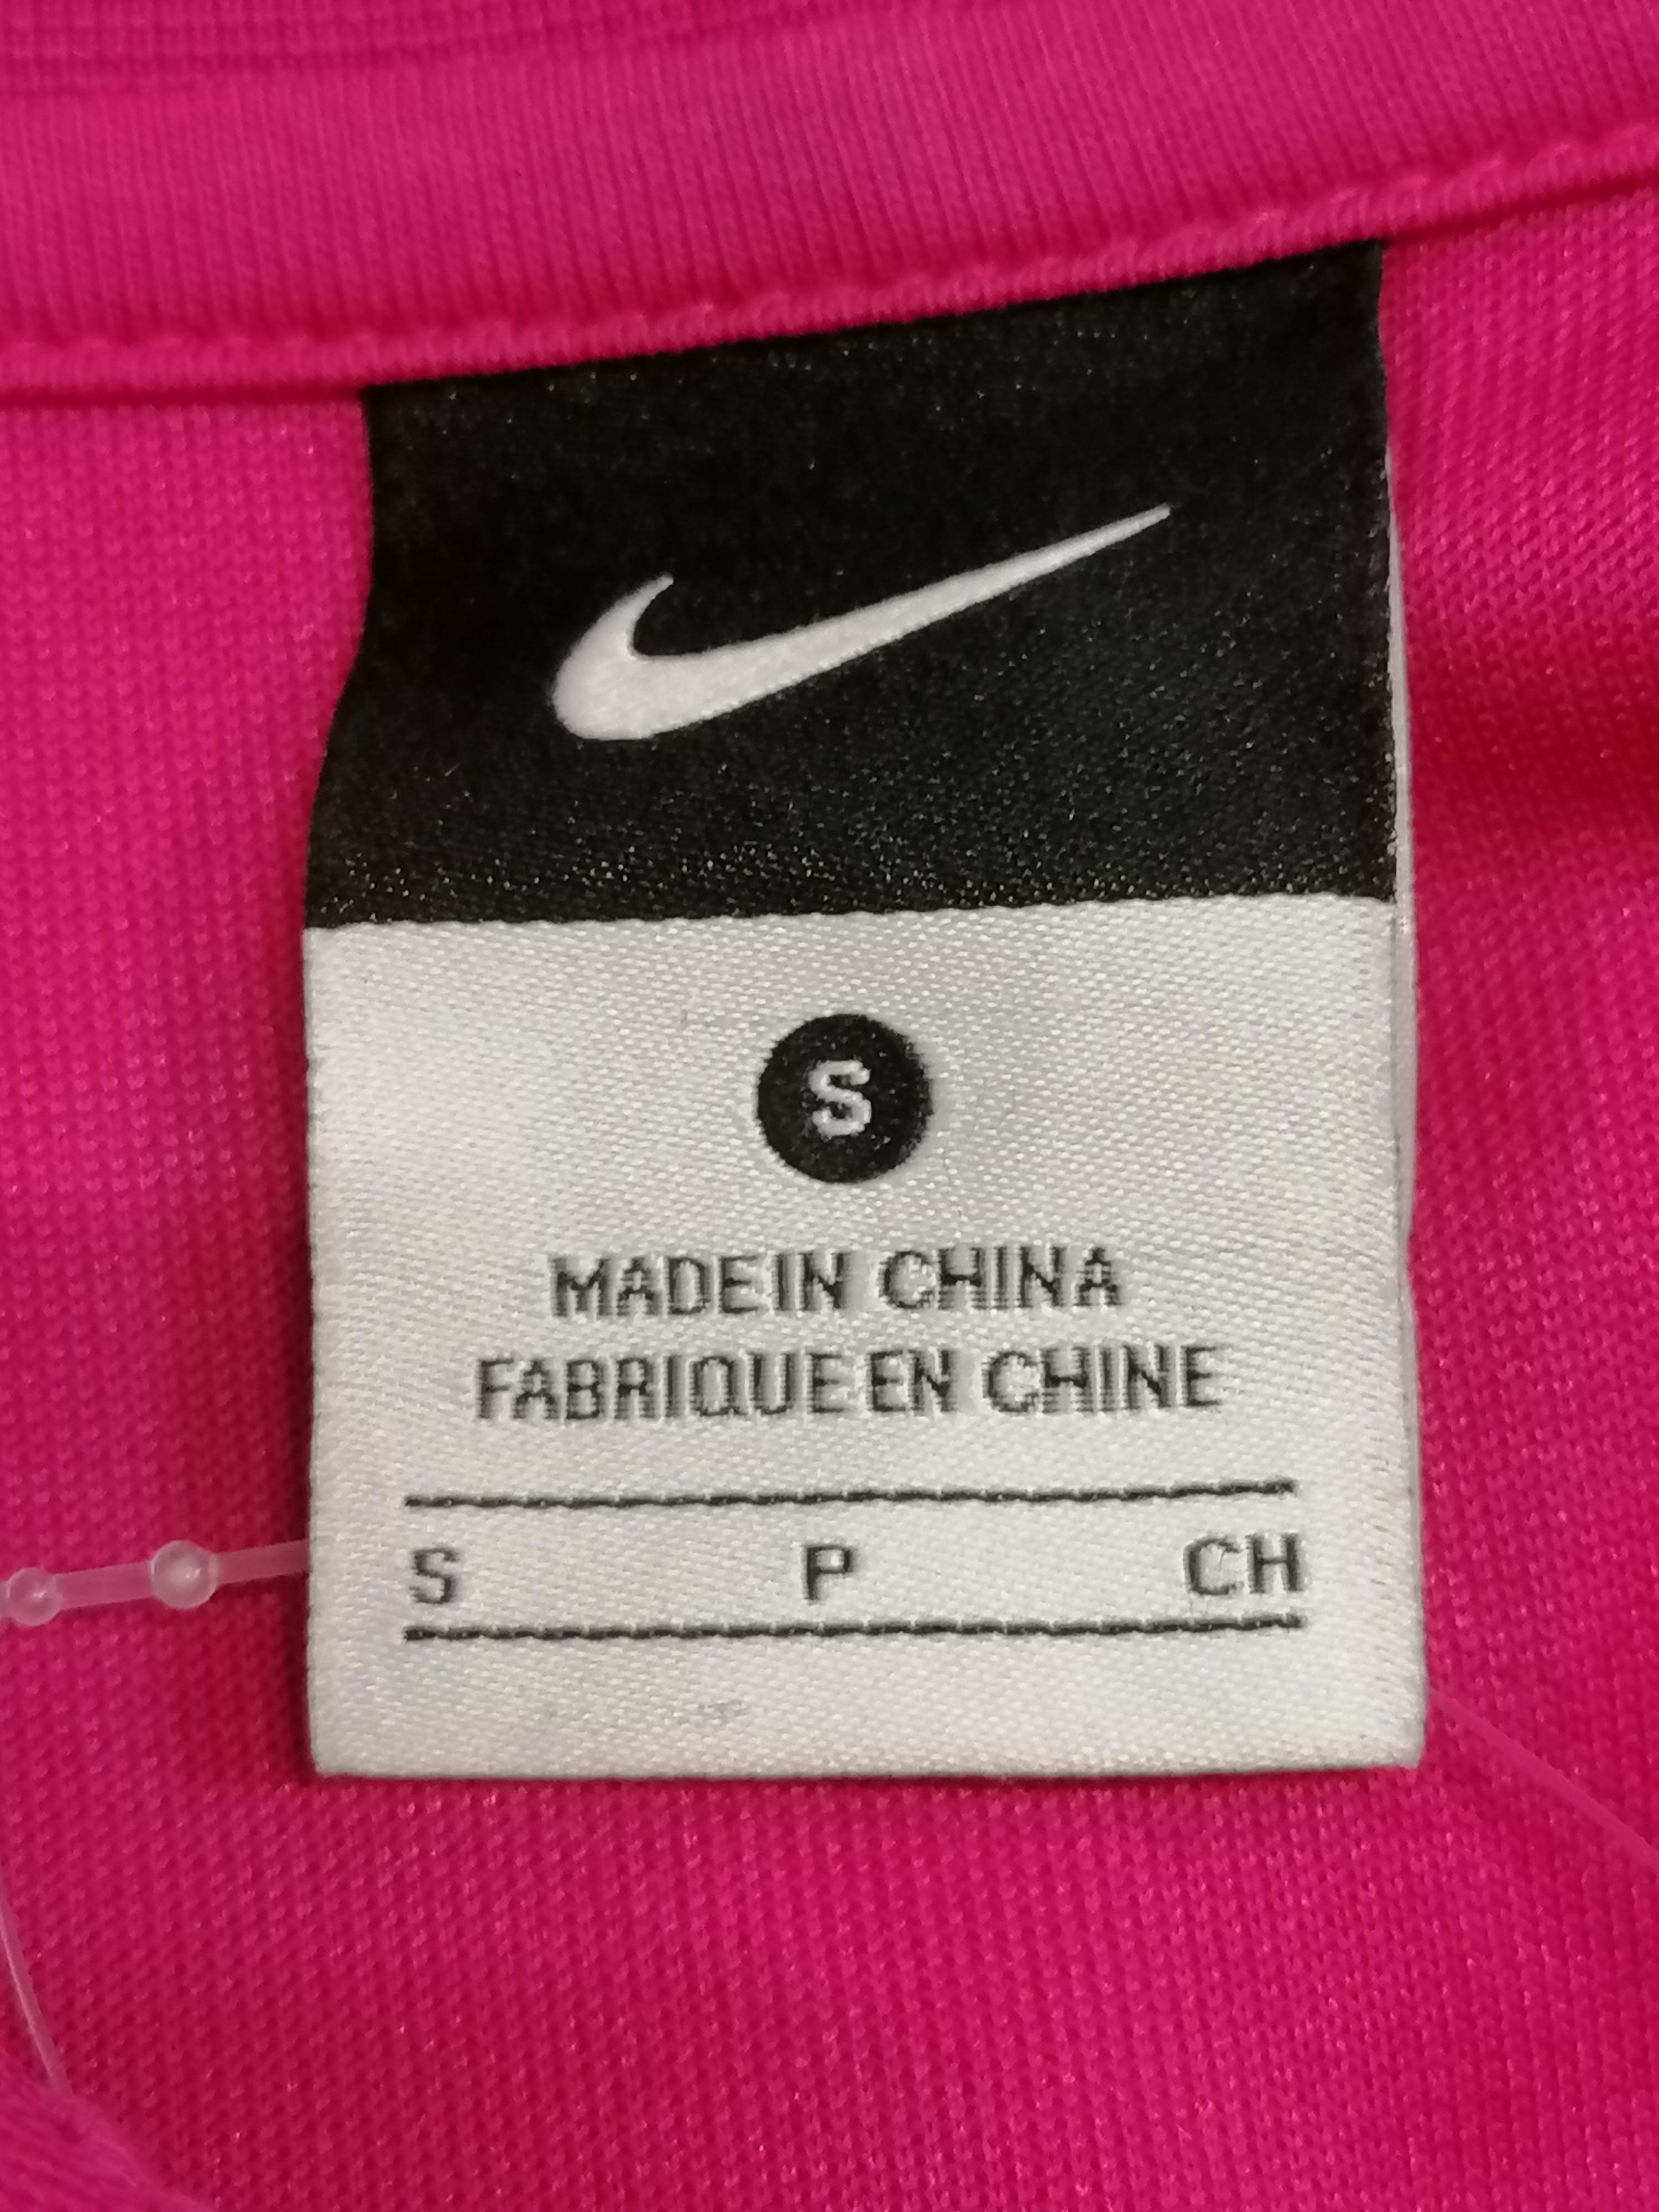 S
MADE IN CHINA
FABRIQUE EN CHINE
S P CH